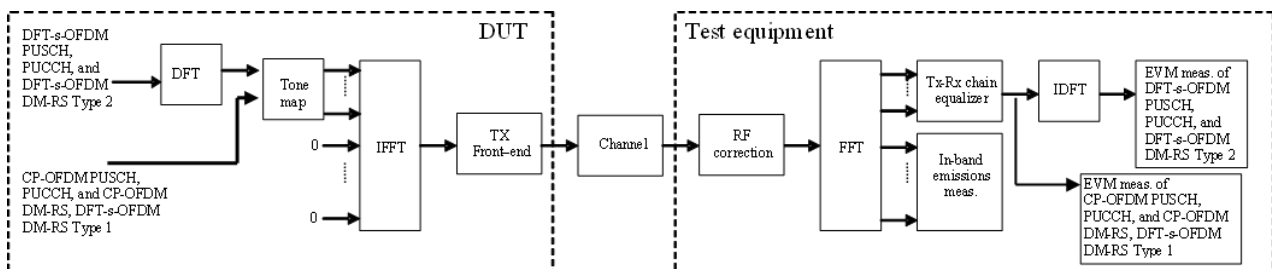 DUT
Test equipment
DFT-s-OFDM
PUSCH,
PUCCH, and
DFT-s-OFDM
DM-RS Type 2
DFT
Tone
map
0
0
IFFT
TX
Front-end
Channel
RF
correction
FFT
Tx-Rx chain
equalizer
IDFT
EVM meas. of
DFT-s-OFDM
PUSCH,
PUCCH, and
DFT-s-OFDM
DM-RS Type 2
In-band
emissions
meas.
CP-OFDM PUSCH,
PUCCH, and CP-OFDM
DM-RS, DFT-s-OFDM
DM-RS Type 1
EVM meas. of
CP-OFDM PUSCH,
PUCCH, and CP-OFDM
DM-RS, DFT-s-OFDM
DM-RS Type 1